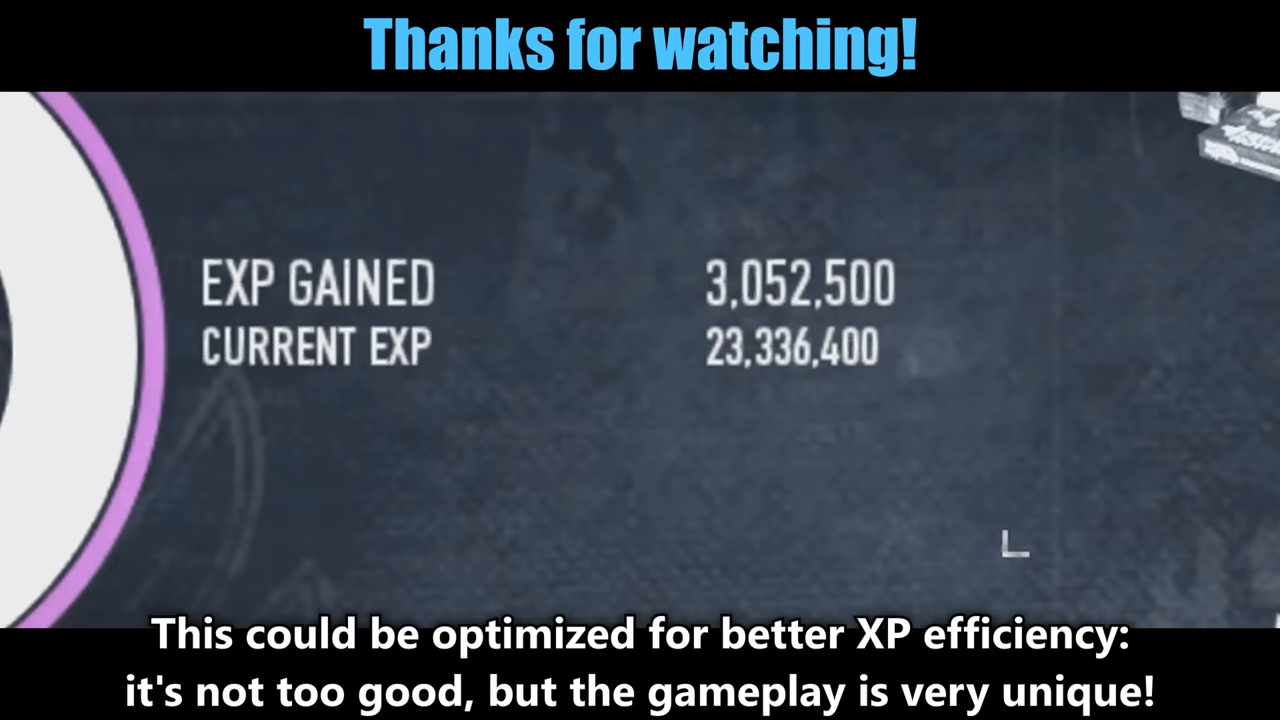 Thanks for watching!
EXP GAINED 3,052,500
CURRENT EXP 23,336,400
This could be optimized for better XP efficiency:
it's not too good, but the gameplay is very unique!